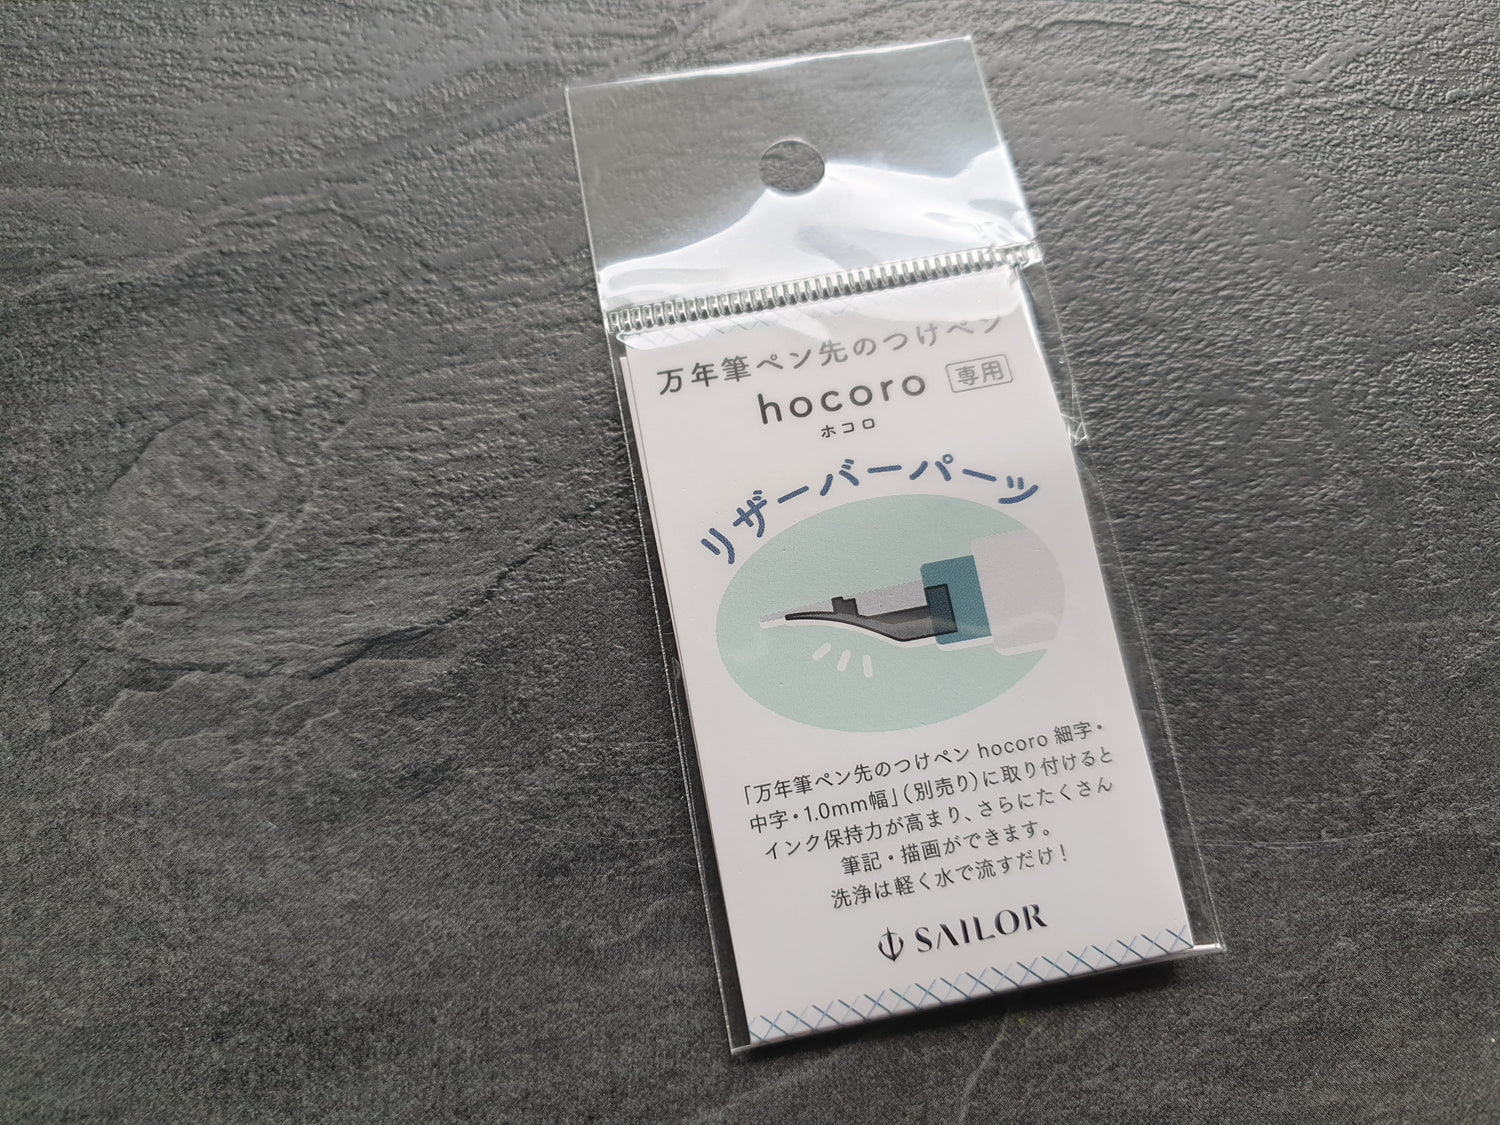 万年筆ペン先のつけペン
hocoro 専用
ホコロ
リザーバーパーツ
「万年筆ペン先のつけペン hocoro 細字・
中字・1.0mm幅」(別売り)に取り付けると
インク保持力が高まり、さらにたくさん
筆記・描画ができます。
洗浄は軽く水で流すだけ!
SAILOR